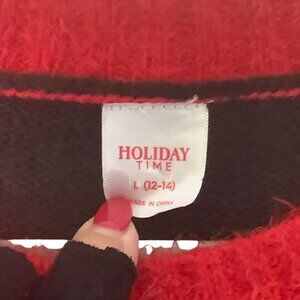 HOLIDAY
TIME
L (12-14)
MADE IN CHINA